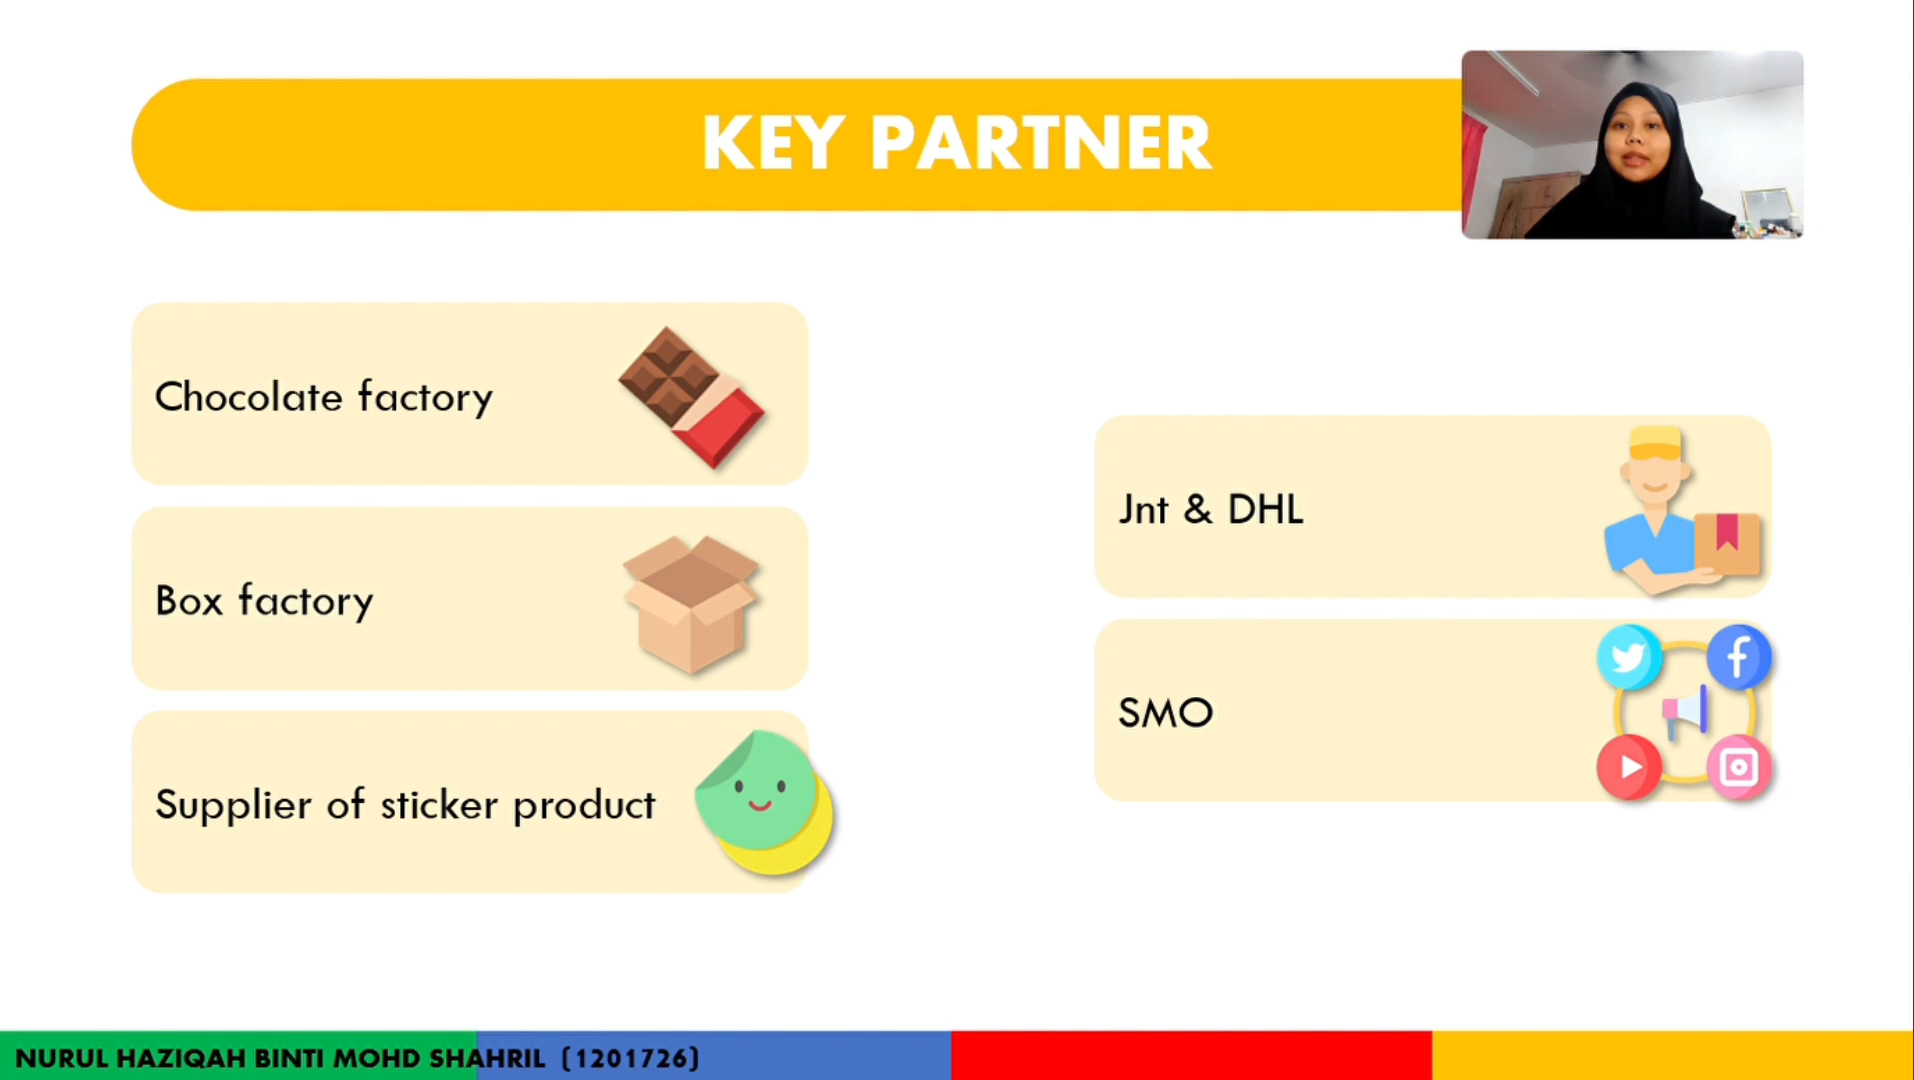 KEY PARTNER
Chocolate factory
Box factory
Supplier of sticker product
Jnt & DHL
SMO
NURUL HAZIQAH BINTI MOHD SHAHRIL (1201726)